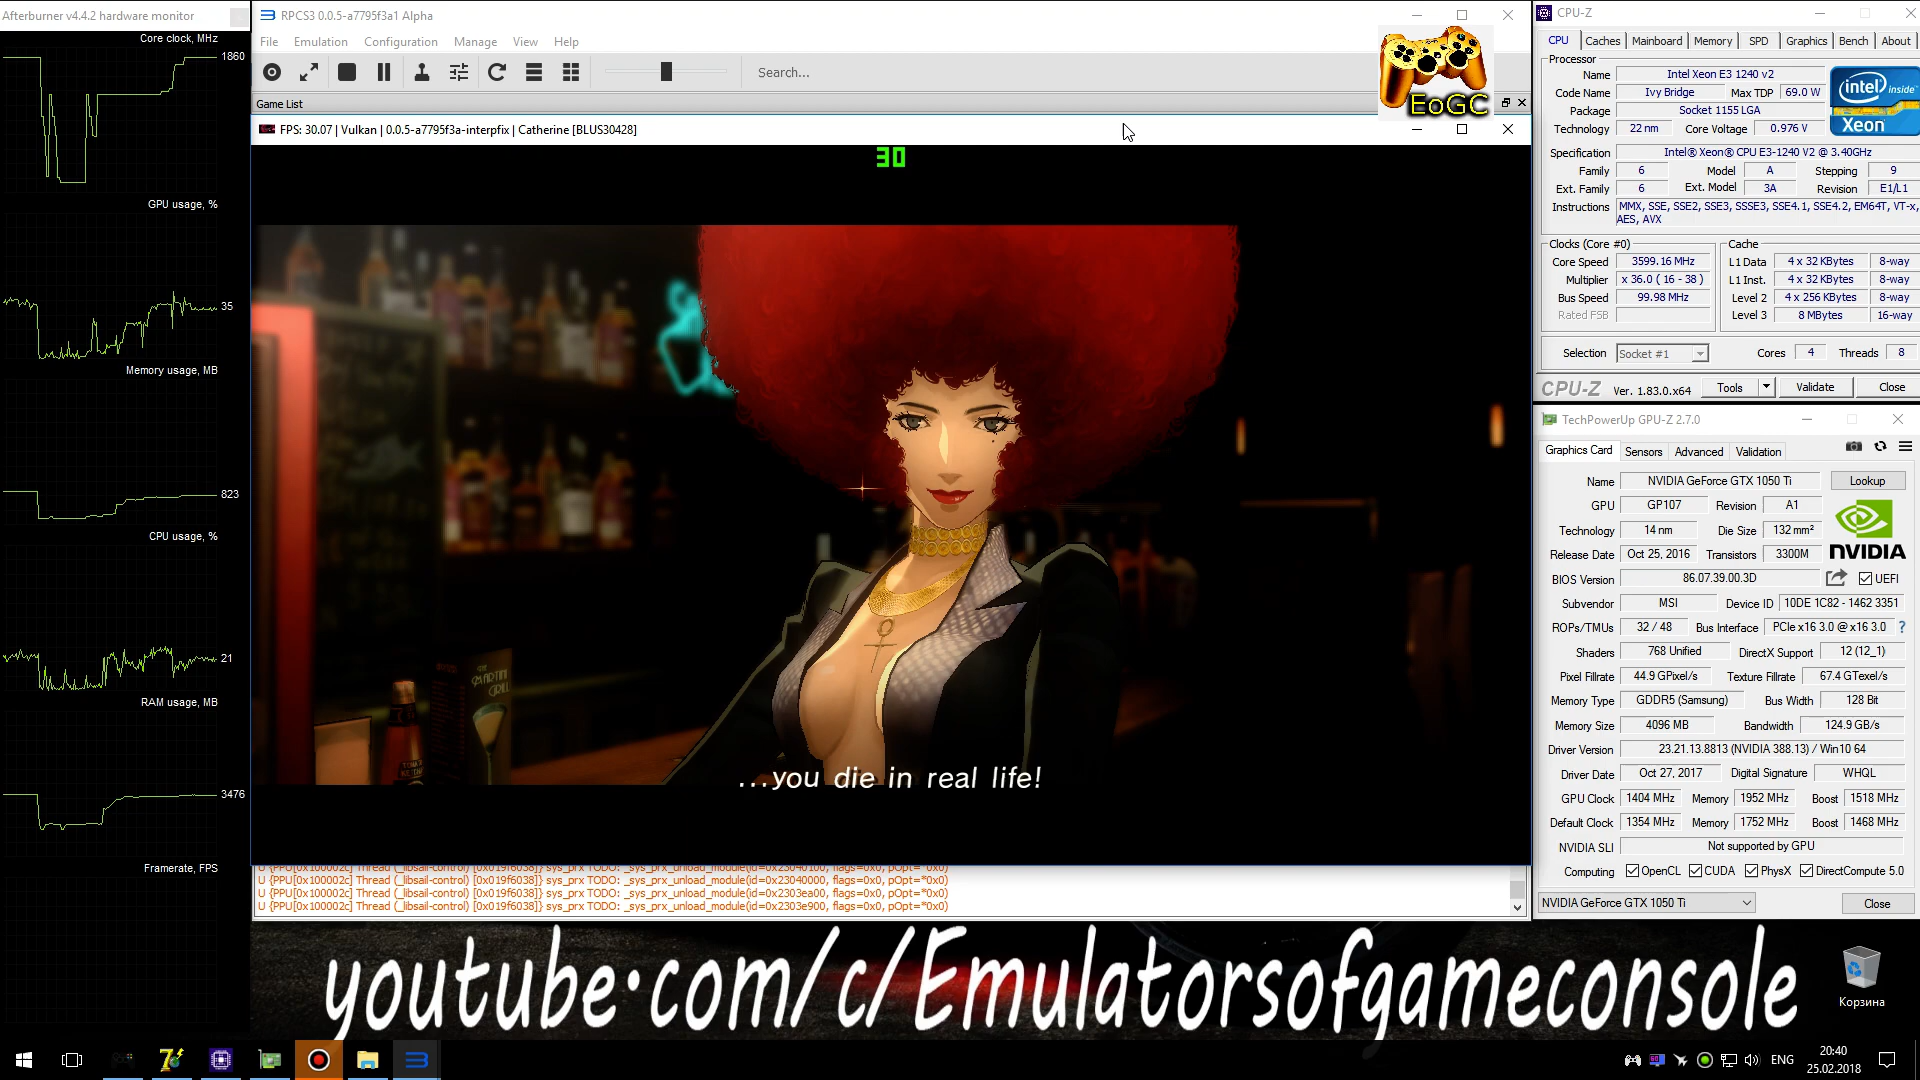 Afterburner v4.4.2 hardware monitor
Core clock, MHz
1860
GPU usage, %
35
Memory usage, MB
823
CPU usage, %
21
RAM usage, MB
3476
Framerate, FPS
RPCS3 0.0.5-a7795f3a1 Alpha
File Emulation Configuration Manage View Help
Search...
EoGC
Game List
FPS: 30.07 | Vulkan | 0.0.5-a7795f3a-interpfix | Catherine [BLUS30428]
30
MARTINI
GRILL
...you die in real life!
U {PPU[0x100002c] Thread (_libsail-control) [0x019f6038]} sys_prx TODO: _sys_prx_unload_module(id=0x23040100, flags=0x0, pOpt=*0x0)
U {PPU[0x100002c] Thread (_libsail-control) [0x019f6038]} sys_prx TODO: _sys_prx_unload_module(id=0x23040000, flags=0x0, pOpt=*0x0)
U {PPU[0x100002c] Thread (_libsail-control) [0x019f6038]} sys_prx TODO: _sys_prx_unload_module(id=0x2303ea00, flags=0x0, pOpt=*0x0)
U {PPU[0x100002c] Thread (_libsail-control) [0x019f6038]} sys_prx TODO: _sys_prx_unload_module(id=0x2303e900, flags=0x0, pOpt=*0x0)
CPU-Z
CPU Caches Mainboard Memory SPD Graphics Bench About
Processor
Name Intel Xeon E3 1240 v2
Code Name Ivy Bridge Max TDP 69.0 W
Package Socket 1155 LGA
Technology 22 nm Core Voltage 0.976 V
intel inside
Xeon
Specification Intel® Xeon® CPU E3-1240 V2 @ 3.40GHz
Family 6 Model A Stepping 9
Ext. Family 6 Ext. Model 3A Revision E1/L1
Instructions MMX, SSE, SSE2, SSE3, SSSE3, SSE4.1, SSE4.2, EM64T, VT-x,
AES, AVX
Clocks (Core #0) Cache
Core Speed 3599.16 MHz L1 Data 4 x 32 KBytes 8-way
Multiplier x 36.0 ( 16 - 38 ) L1 Inst. 4 x 32 KBytes 8-way
Bus Speed 99.98 MHz Level 2 4 x 256 KBytes 8-way
Rated FSB Level 3 8 MBytes 16-way
Selection Socket #1 Cores 4 Threads 8
CPU-Z Ver. 1.83.0.x64 Tools Validate Close
TechPowerUp GPU-Z 2.7.0
Graphics Card Sensors Advanced Validation
Name NVIDIA GeForce GTX 1050 Ti Lookup
GPU GP107 Revision A1
Technology 14 nm Die Size 132 mm²
Release Date Oct 25, 2016 Transistors 3300M
NVIDIA
BIOS Version 86.07.39.00.3D UEFI
Subvendor MSI Device ID 10DE 1C82 - 1462 3351
ROPs/TMUs 32 / 48 Bus Interface PCIe x16 3.0 @ x16 3.0 ?
Shaders 768 Unified DirectX Support 12 (12_1)
Pixel Fillrate 44.9 GPixel/s Texture Fillrate 67.4 GTexel/s
Memory Type GDDR5 (Samsung) Bus Width 128 Bit
Memory Size 4096 MB Bandwidth 124.9 GB/s
Driver Version 23.21.13.8813 (NVIDIA 388.13) / Win10 64
Driver Date Oct 27, 2017 Digital Signature WHQL
GPU Clock 1404 MHz Memory 1952 MHz Boost 1518 MHz
Default Clock 1354 MHz Memory 1752 MHz Boost 1468 MHz
NVIDIA SLI Not supported by GPU
Computing OpenCL CUDA PhysX DirectCompute 5.0
NVIDIA GeForce GTX 1050 Ti Close
youtube.com/c/Emulatorsofgameconsole
Корзина
ENG
20:40
25.02.2018